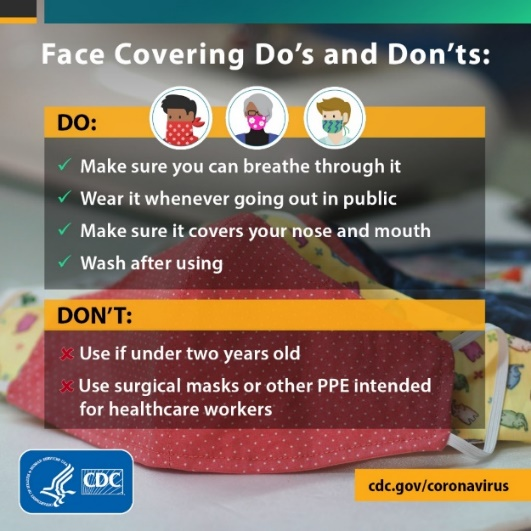 Face Covering Do's and Don'ts:
DO:
Make sure you can breathe through it
Wear it whenever going out in public
Make sure it covers your nose and mouth
Wash after using
DON'T:
Use if under two years old
Use surgical masks or other PPE intended
for healthcare workers
CDC
cdc.gov/coronavirus